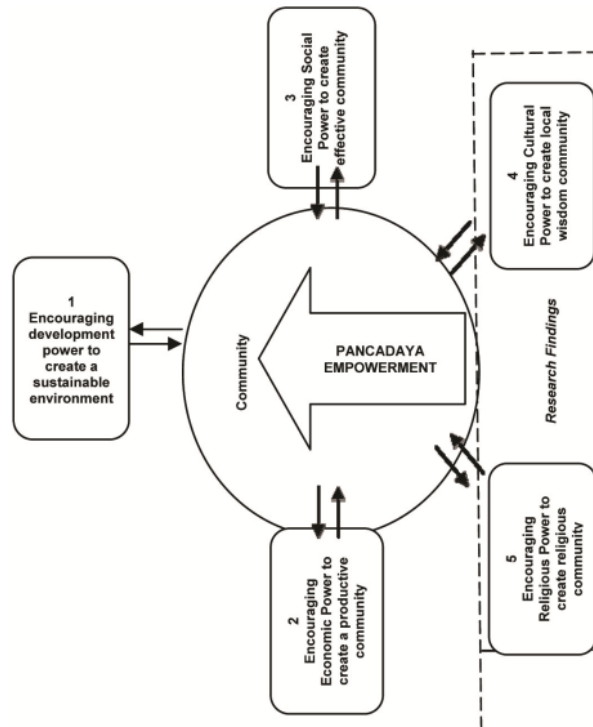 1
Encouraging
development
power to
create a
sustainable
environment
2
Encouraging
Economic Power to
create a productive
community
3
Encouraging Social
Power to create
effective community
Community
PANCADAYA
EMPOWERMENT
4
Encouraging Cultural
Power to create local
wisdom community
5
Encouraging
Religious Power to
create religious
community
Research Findings